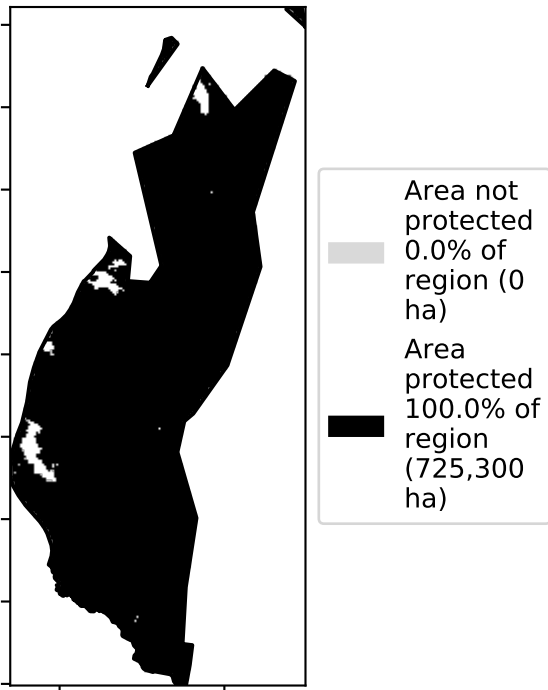 Area not
protected
0.0% of
region (0
ha)
Area
protected
100.0% of
region
(725,300
ha)